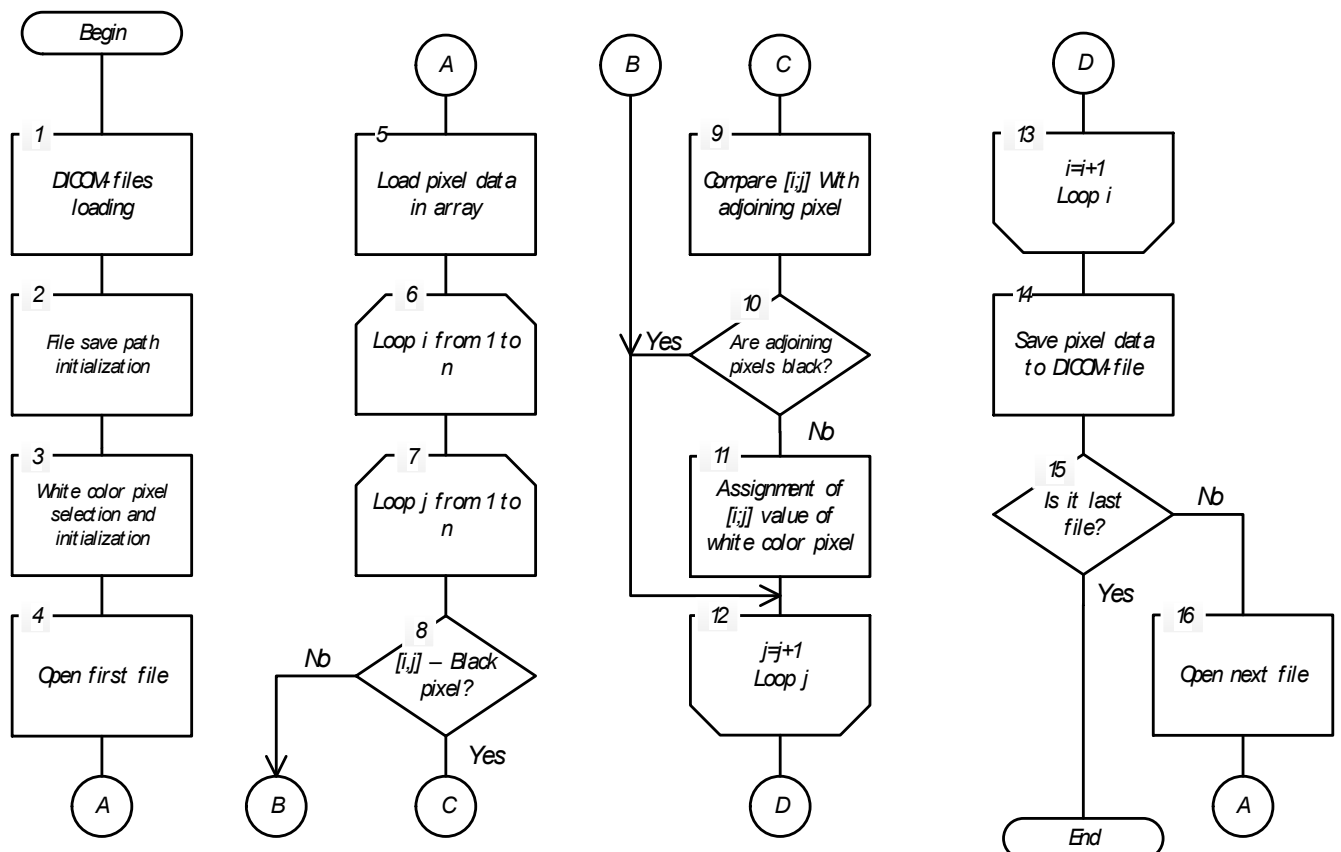 Begin
1
DICOM-files
loading
2
File save path
initialization
3
White color pixel
selection and
initialization
4
Open first file
A
A
5
Load pixel data
in array
6
Loop i from 1 to
n
7
Loop j from 1 to
n
8
[i,j] – Black
pixel?
No
Yes
B
C
B
C
9
Compare [i;j] With
adjoining pixel
10
Are adjoining
pixels black?
Yes
No
11
Assignment of
[i;j] value of
white color pixel
12
j=j+1
Loop j
D
D
13
i=i+1
Loop i
14
Save pixel data
to DICOM-file
15
Is it last
file?
No
Yes
16
Open next file
A
End